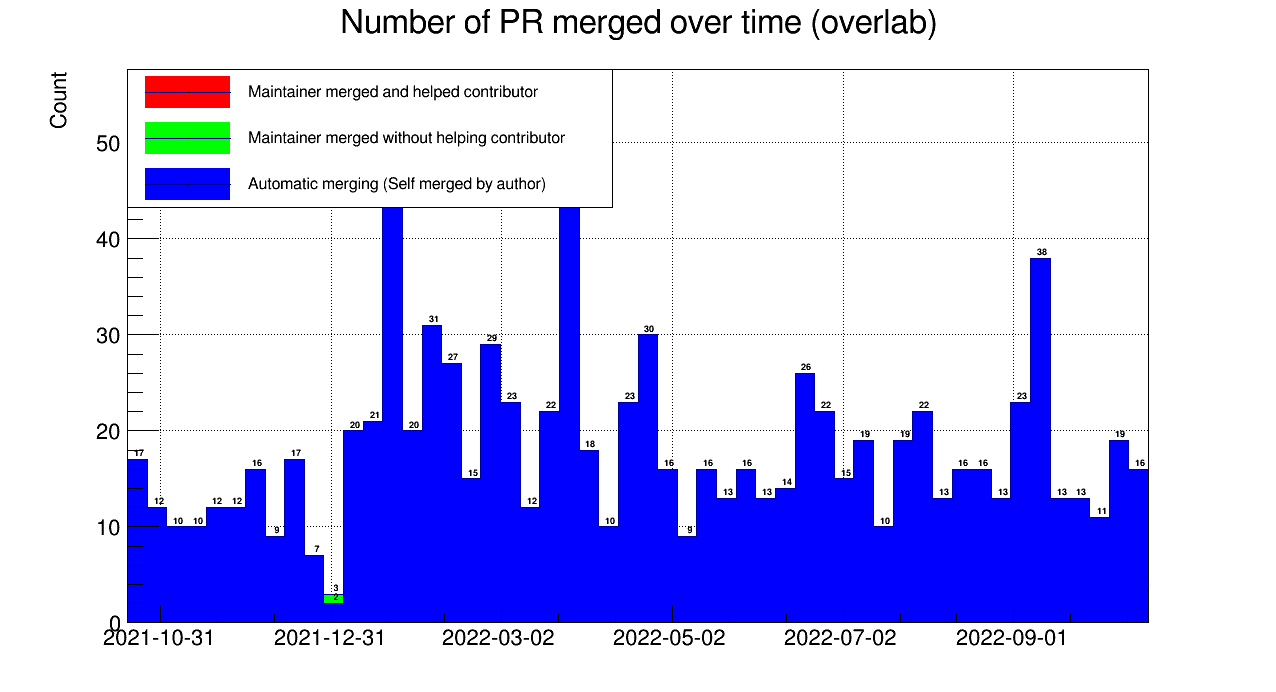 Number of PR merged over time (overlab)
Count
Maintainer merged and helped contributor
Maintainer merged without helping contributor
Automatic merging (Self merged by author)
50
40
30
20
10
0
17 12 10 10 12 12 16 9 17 7 3 2 20 21 20 31 27 15 29 23 12 22 18 10 23 30 16 9 16 13 16 13 14 26 22 15 19 10 19 22 13 16 16 13 23 38 13 13 11 19 16
2021-10-31 2021-12-31 2022-03-02 2022-05-02 2022-07-02 2022-09-01